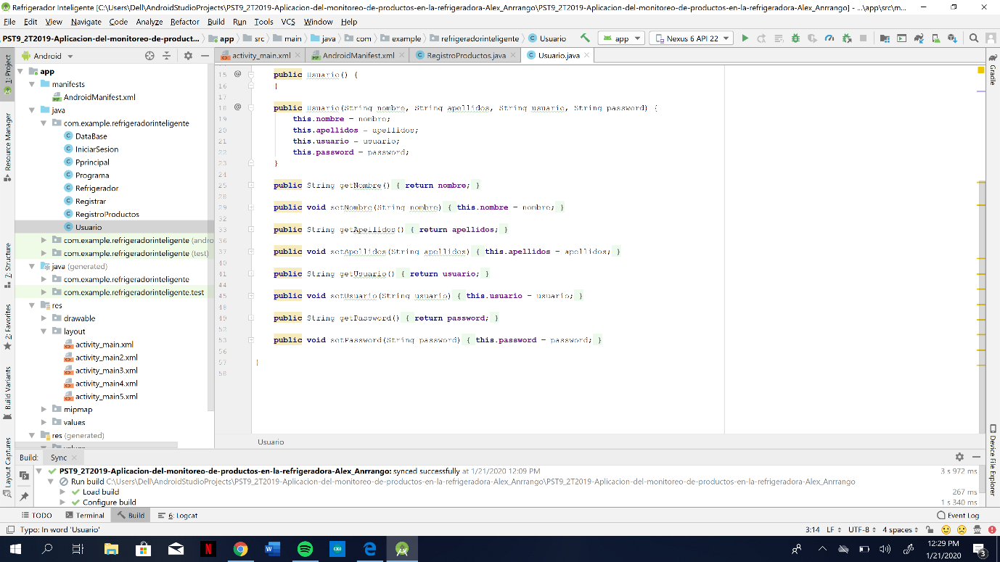 Refrigerador Inteligente [C:\Users\Dell\AndroidStudioProjects\PST9_2T2019-Aplicacion-del-monitoreo-de-productos-en-la-refrigeradora-Alex_Anrrango\PST9_2T2019-Aplicacion-del-monitoreo-de-productos-en-la-refrigeradora-Alex_Anrrango] - ...\app\src\m...
File Edit View Navigate Code Analyze Refactor Build Run Tools VCS Window Help
PST9_2T2019-Aplicacion-del-monitoreo-de-product... app src main java com example refrigeradorinteligente Usuario app Nexus 6 API 22
Android
activity_main.xml AndroidManifest.xml RegistroProductos.java Usuario.java
1: Project
Resource Manager
7: Structure
2: Favorites
Build Variants
Layout Captures
app
manifests
AndroidManifest.xml
java
com.example.refrigeradorinteligente
DataBase
IniciarSesion
Pprincipal
Programa
Refrigerador
Registrar
RegistroProductos
Usuario
com.example.refrigeradorinteligente (andro
com.example.refrigeradorinteligente (test)
java (generated)
com.example.refrigeradorinteligente
com.example.refrigeradorinteligente.test
res
drawable
layout
activity_main.xml
activity_main2.xml
activity_main3.xml
activity_main4.xml
activity_main5.xml
mipmap
values
res (generated)
15 public Usuario() {
16 }
17
18 public Usuario(String nombre, String apellidos, String usuario, String password) {
19 this.nombre = nombre;
20 this.apellidos = apellidos;
21 this.usuario = usuario;
22 this.password = password;
23 }
24
25 public String getNombre() { return nombre; }
28
29 public void setNombre(String nombre) { this.nombre = nombre; }
32
33 public String getApellidos() { return apellidos; }
36
37 public void setApellidos(String apellidos) { this.apellidos = apellidos; }
40
41 public String getUsuario() { return usuario; }
44
45 public void setUsuario(String usuario) { this.usuario = usuario; }
48
49 public String getPassword() { return password; }
52
53 public void setPassword(String password) { this.password = password; }
56
57 }
58
Usuario
Gradle
Device File Explorer
Build: Sync
PST9_2T2019-Aplicacion-del-monitoreo-de-productos-en-la-refrigeradora-Alex_Anrrango: synced successfully at 1/21/2020 12:09 PM 3 s 972 ms
Run build C:\Users\Dell\AndroidStudioProjects\PST9_2T2019-Aplicacion-del-monitoreo-de-productos-en-la-refrigeradora-Alex_Anrrango\PST9_2T2019-Aplicacion-del-monitoreo-de-productos-en-la-refrigeradora-Alex_Anrrango
Load build 267 ms
Configure build 1 s 340 ms
TODO Terminal Build 6: Logcat Event Log
Typo: In word 'Usuario' 3:14 LF UTF-8 4 spaces
12:29 PM
1/21/2020
3